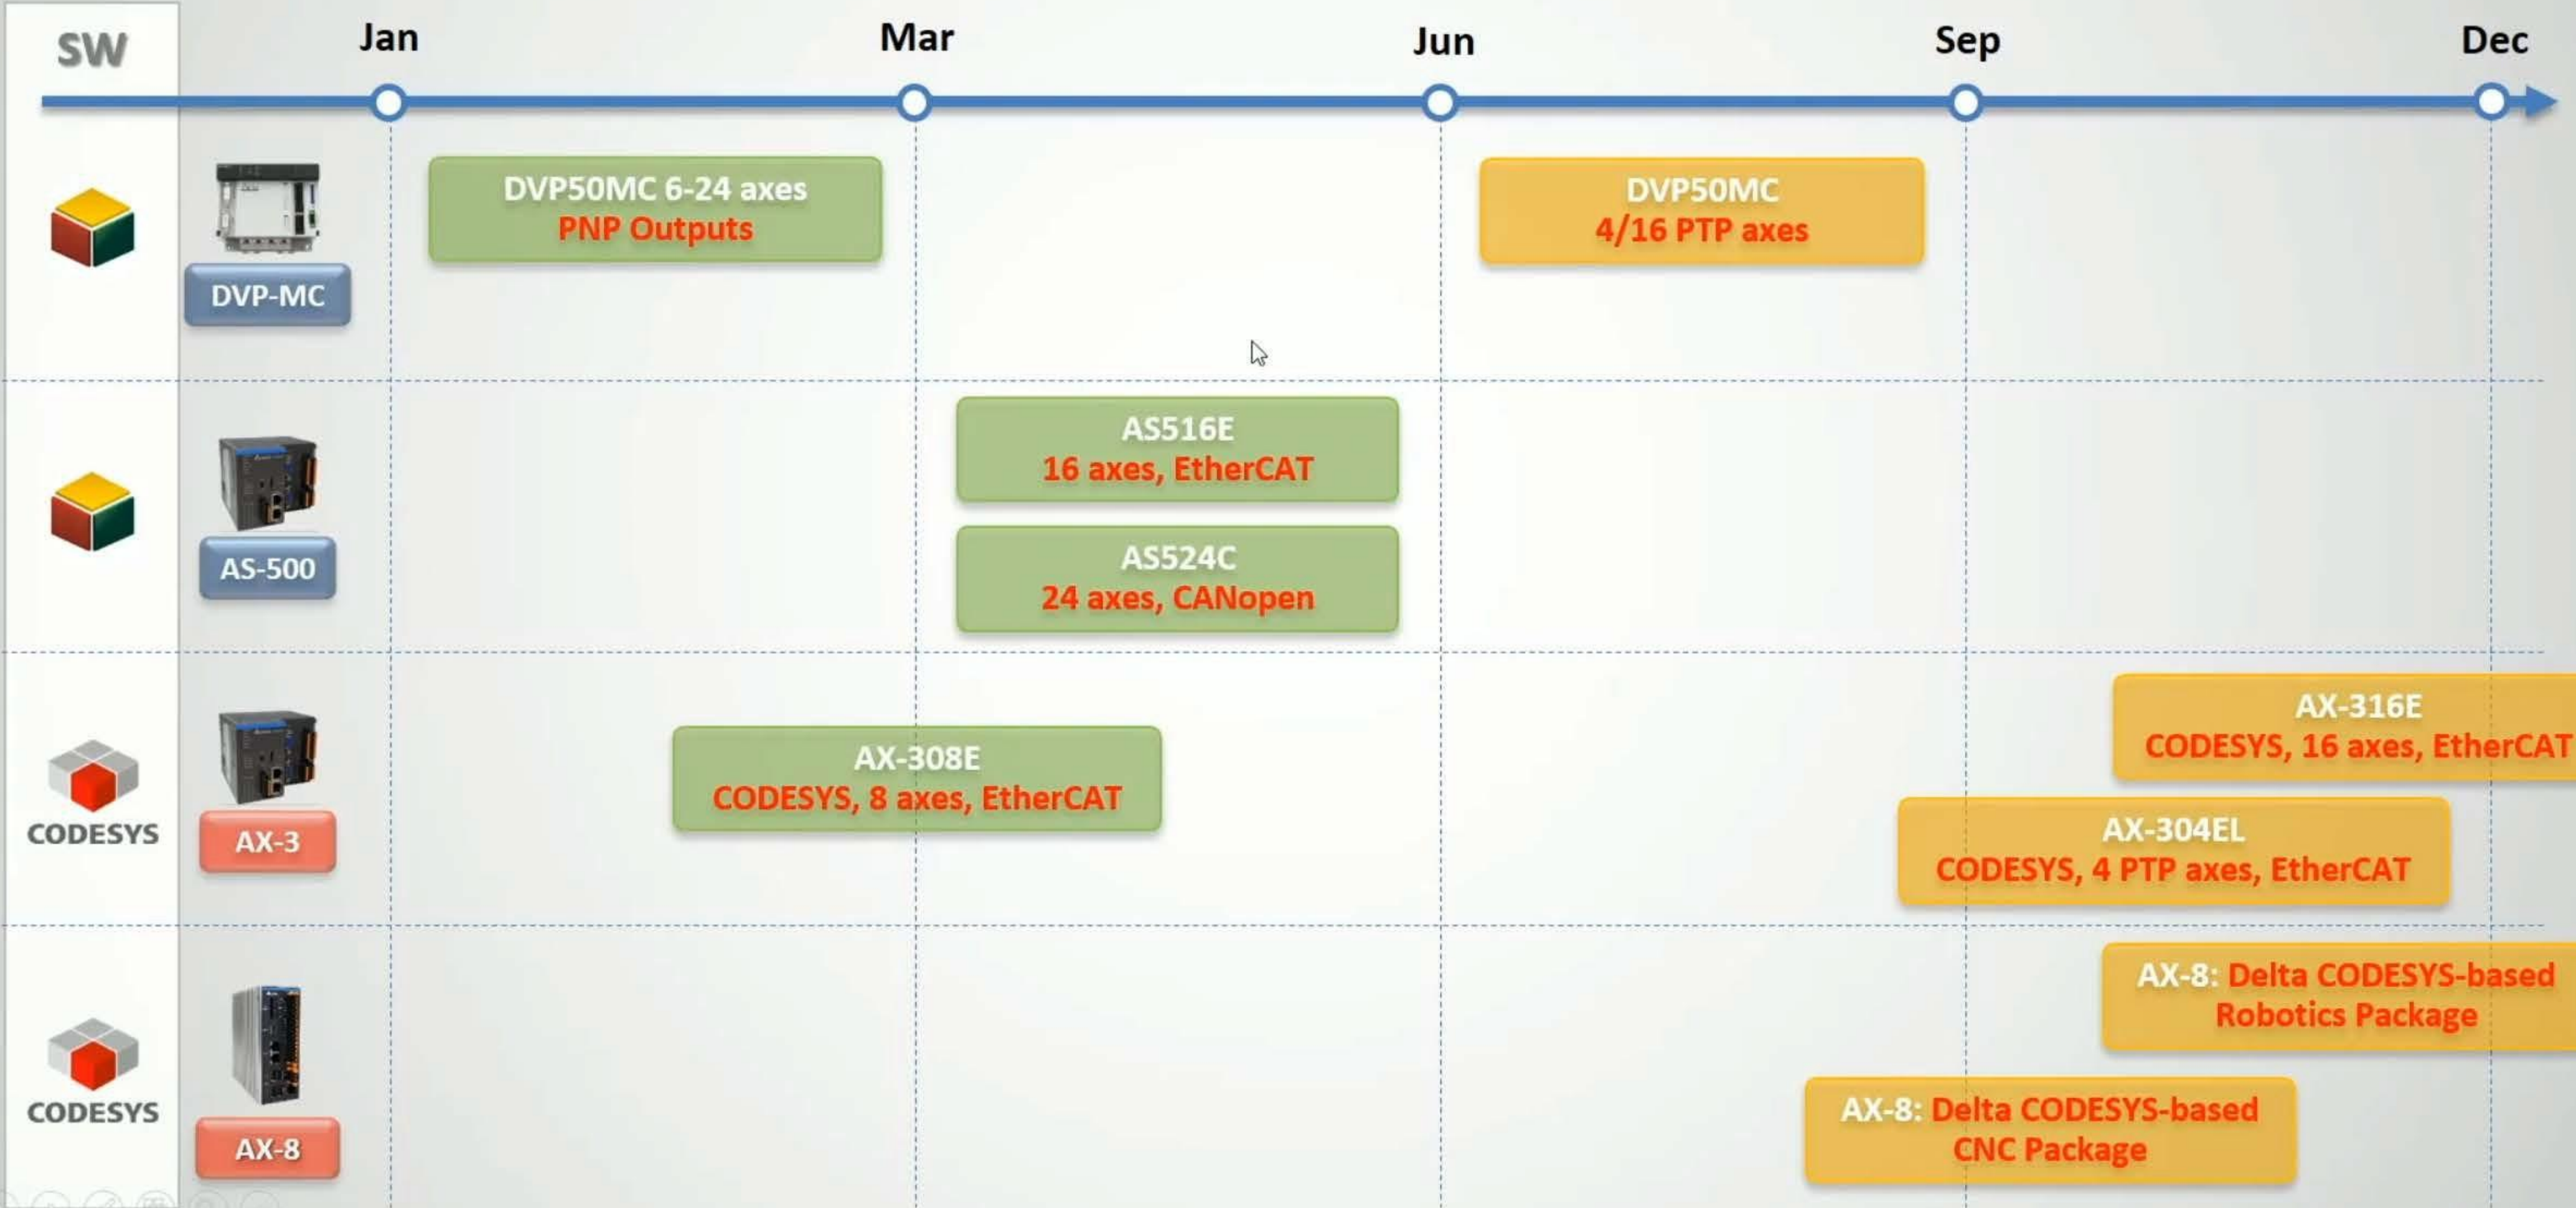 SW
Jan
Mar
Jun
Sep
Dec
DVP50MC 6-24 axes
PNP Outputs
DVP50MC
4/16 PTP axes
DVP-MC
AS516E
16 axes, EtherCAT
AS524C
24 axes, CANopen
AS-500
AX-316E
CODESYS, 16 axes, EtherCAT
AX-308E
CODESYS, 8 axes, EtherCAT
AX-304EL
CODESYS, 4 PTP axes, EtherCAT
CODESYS
AX-3
AX-8: Delta CODESYS-based
Robotics Package
AX-8: Delta CODESYS-based
CNC Package
CODESYS
AX-8